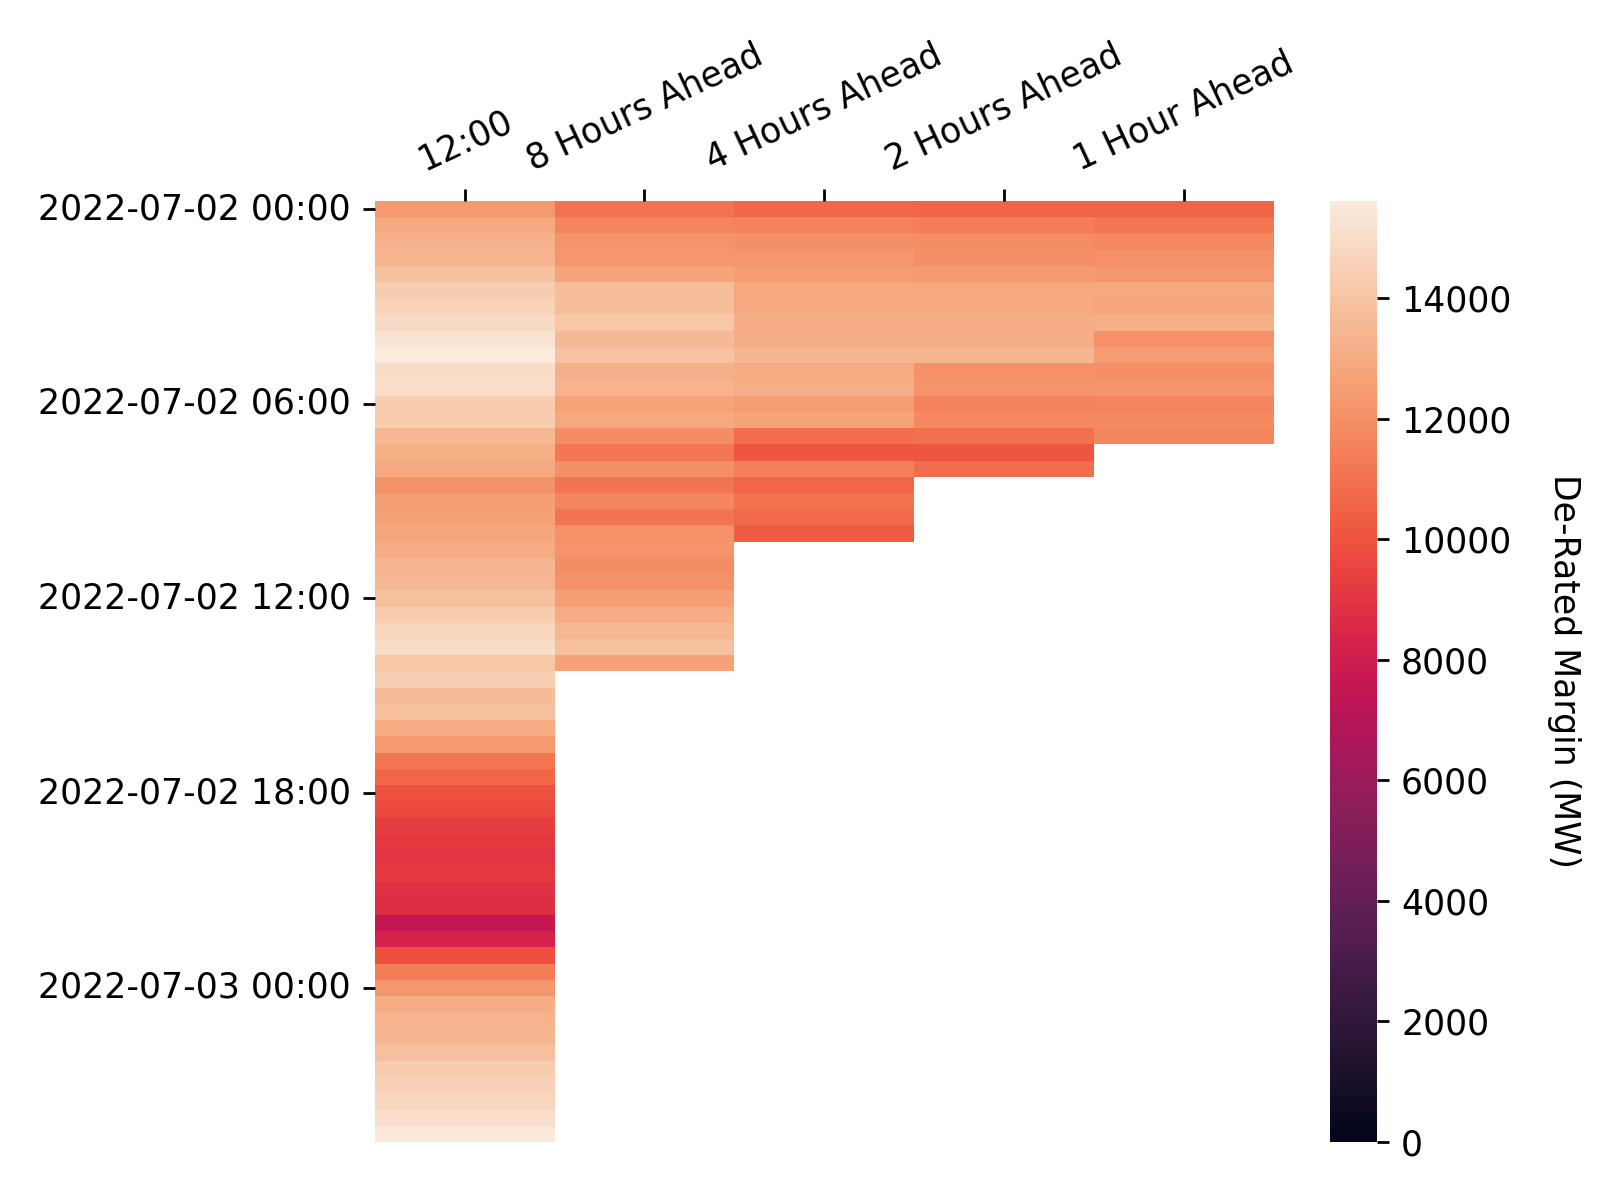 12:00
8 Hours Ahead
4 Hours Ahead
2 Hours Ahead
1 Hour Ahead
2022-07-02 00:00
2022-07-02 06:00
2022-07-02 12:00
2022-07-02 18:00
2022-07-03 00:00
14000
12000
10000
8000
6000
4000
2000
0
De-Rated Margin (MW)